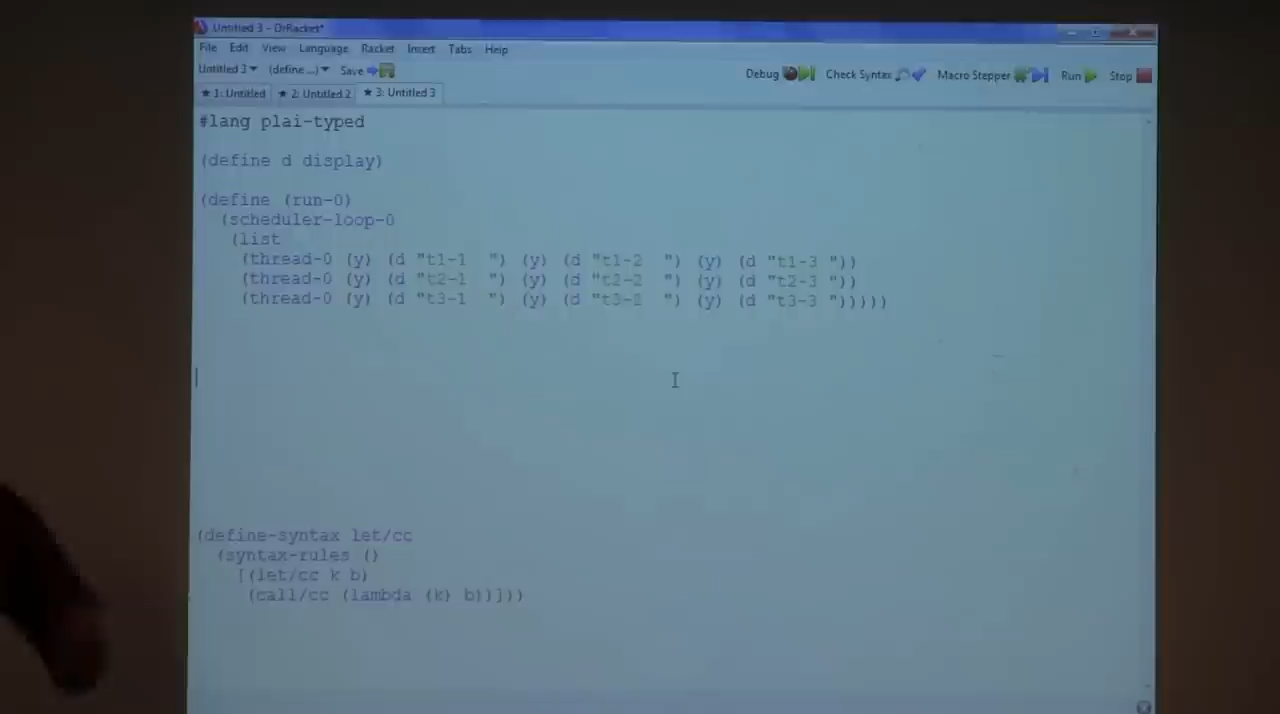 Untitled 3 - DrRacket*
File Edit View Language Racket Insert Tabs Help
Untitled 3 (define ...) Save Debug Check Syntax Macro Stepper Run Stop
★ 1: Untitled ★ 2: Untitled 2 ★ 3: Untitled 3
#lang plai-typed
(define d display)
(define (run-0)
(scheduler-loop-0
(list
(thread-0 (y) (d "t1-1 ") (y) (d "t1-2 ") (y) (d "t1-3 "))
(thread-0 (y) (d "t2-1 ") (y) (d "t2-2 ") (y) (d "t2-3 "))
(thread-0 (y) (d "t3-1 ") (y) (d "t3-2 ") (y) (d "t3-3 ")))))
(define-syntax let/cc
(syntax-rules ()
[(let/cc k b)
(call/cc (lambda (k) b))]))